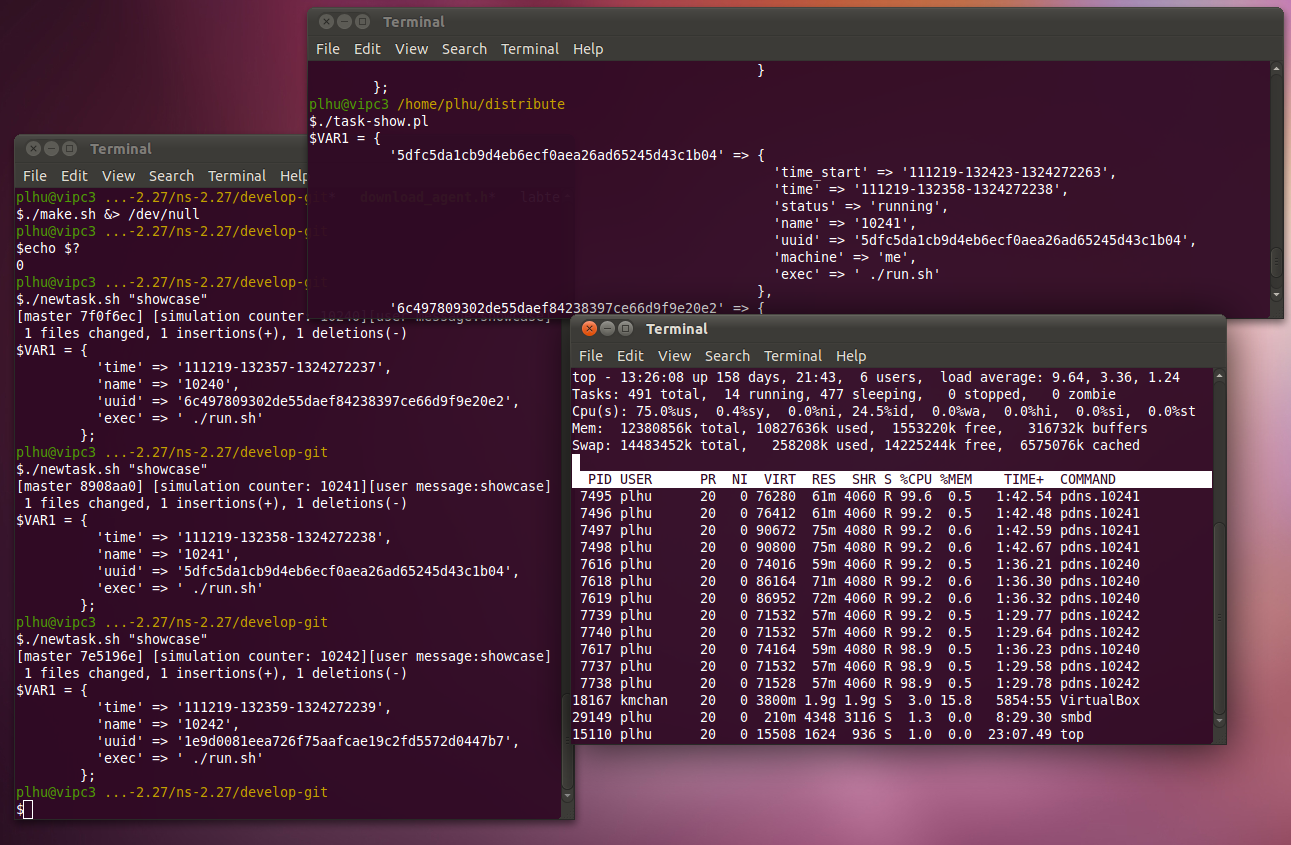 Terminal
File Edit View Search Terminal Help
}
};
plhu@vipc3 /home/plhu/distribute
$./task-show.pl
$VAR1 = {
'5dfc5da1cb9d4eb6ecf0aea26ad65245d43c1b04' => {
'time_start' => '111219-132423-1324272263',
'time' => '111219-132358-1324272238',
'status' => 'running',
'name' => '10241',
'uuid' => '5dfc5da1cb9d4eb6ecf0aea26ad65245d43c1b04',
'machine' => 'me',
'exec' => ' ./run.sh'
},
'6c497809302de55daef84238397ce66d9f9e20e2' => {
Terminal
File Edit View Search Terminal Help
plhu@vipc3 ...-2.27/ns-2.27/develop-git
$./make.sh &> /dev/null
plhu@vipc3 ...-2.27/ns-2.27/develop-git
$echo $?
0
plhu@vipc3 ...-2.27/ns-2.27/develop-git
$./newtask.sh "showcase"
[master 7f0f6ec] [simulation counter: 10240][user message:showcase]
1 files changed, 1 insertions(+), 1 deletions(-)
$VAR1 = {
'time' => '111219-132357-1324272237',
'name' => '10240',
'uuid' => '6c497809302de55daef84238397ce66d9f9e20e2',
'exec' => ' ./run.sh'
};
plhu@vipc3 ...-2.27/ns-2.27/develop-git
$./newtask.sh "showcase"
[master 8908aa0] [simulation counter: 10241][user message:showcase]
1 files changed, 1 insertions(+), 1 deletions(-)
$VAR1 = {
'time' => '111219-132358-1324272238',
'name' => '10241',
'uuid' => '5dfc5da1cb9d4eb6ecf0aea26ad65245d43c1b04',
'exec' => ' ./run.sh'
};
plhu@vipc3 ...-2.27/ns-2.27/develop-git
$./newtask.sh "showcase"
[master 7e5196e] [simulation counter: 10242][user message:showcase]
1 files changed, 1 insertions(+), 1 deletions(-)
$VAR1 = {
'time' => '111219-132359-1324272239',
'name' => '10242',
'uuid' => '1e9d0081eea726f75aafcae19c2fd5572d0447b7',
'exec' => ' ./run.sh'
};
plhu@vipc3 ...-2.27/ns-2.27/develop-git
$
Terminal
File Edit View Search Terminal Help
top - 13:26:08 up 158 days, 21:43, 6 users, load average: 9.64, 3.36, 1.24
Tasks: 491 total, 14 running, 477 sleeping, 0 stopped, 0 zombie
Cpu(s): 75.0%us, 0.4%sy, 0.0%ni, 24.5%id, 0.0%wa, 0.0%hi, 0.0%si, 0.0%st
Mem: 12380856k total, 10827636k used, 1553220k free, 316732k buffers
Swap: 14483452k total, 258208k used, 14225244k free, 6575076k cached
PID USER PR NI VIRT RES SHR S %CPU %MEM TIME+ COMMAND
7495 plhu 20 0 76280 61m 4060 R 99.6 0.5 1:42.54 pdns.10241
7496 plhu 20 0 76412 61m 4060 R 99.2 0.5 1:42.48 pdns.10241
7497 plhu 20 0 90672 75m 4080 R 99.2 0.6 1:42.59 pdns.10241
7498 plhu 20 0 90800 75m 4080 R 99.2 0.6 1:42.67 pdns.10241
7616 plhu 20 0 74016 59m 4060 R 99.2 0.5 1:36.21 pdns.10240
7618 plhu 20 0 86164 71m 4080 R 99.2 0.6 1:36.30 pdns.10240
7619 plhu 20 0 86952 72m 4060 R 99.2 0.6 1:36.32 pdns.10240
7739 plhu 20 0 71532 57m 4060 R 99.2 0.5 1:29.77 pdns.10242
7740 plhu 20 0 71532 57m 4060 R 99.2 0.5 1:29.64 pdns.10242
7617 plhu 20 0 74164 59m 4080 R 98.9 0.5 1:36.23 pdns.10240
7737 plhu 20 0 71532 57m 4060 R 98.9 0.5 1:29.58 pdns.10242
7738 plhu 20 0 71528 57m 4060 R 98.9 0.5 1:29.78 pdns.10242
18167 kmchan 20 0 3800m 1.9g 1.9g S 3.0 15.8 5854:55 VirtualBox
29149 plhu 20 0 210m 4348 3116 S 1.3 0.0 8:29.30 smbd
15110 plhu 20 0 15508 1624 936 S 1.0 0.0 23:07.49 top